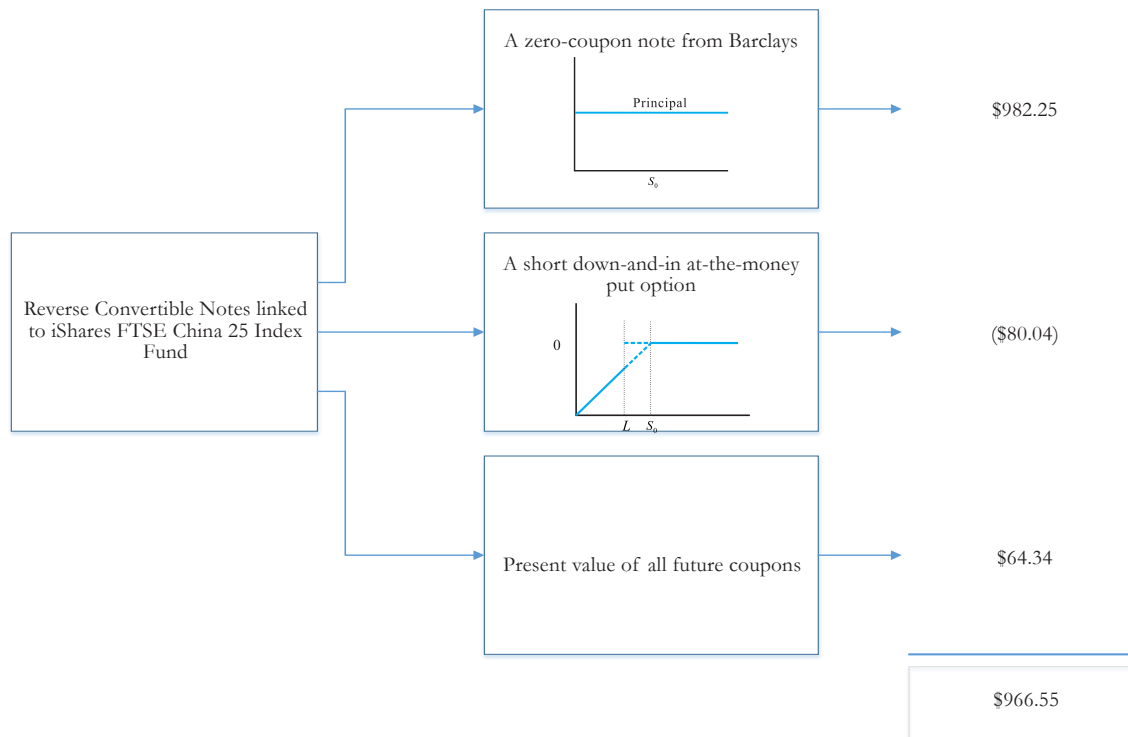 A zero-coupon note from Barclays
Principal
S₀
$982.25
Reverse Convertible Notes linked
to iShares FTSE China 25 Index
Fund
A short down-and-in at-the-money
put option
0
L S₀
($80.04)
Present value of all future coupons
$64.34
$966.55